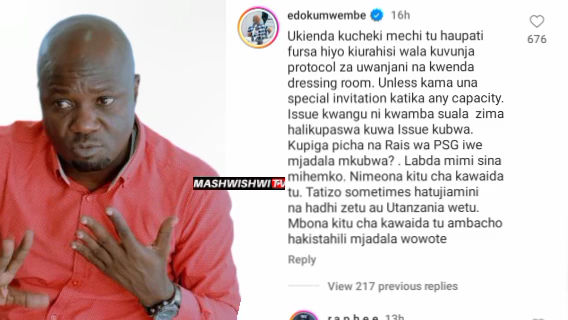 edokumwembe 16h
Ukienda kucheki mechi tu haupati
fursa hiyo kiurahisi wala kuvunja
protocol za uwanjani na kwenda
dressing room. Unless kama una
special invitation katika any capacity.
Issue kwangu ni kwamba suala zima
halikupaswa kuwa Issue kubwa.
Kupiga picha na Rais wa PSG iwe
mjadala mkubwa? . Labda mimi sina
mihemko. Nimeona kitu cha kawaida
tu. Tatizo sometimes hatujiamini
na hadhi zetu au Utanzania wetu.
Mbona kitu cha kawaida tu ambacho
hakistahili mjadala wowote
Reply
View 217 previous replies
676
MASHWISHWI TV
13h